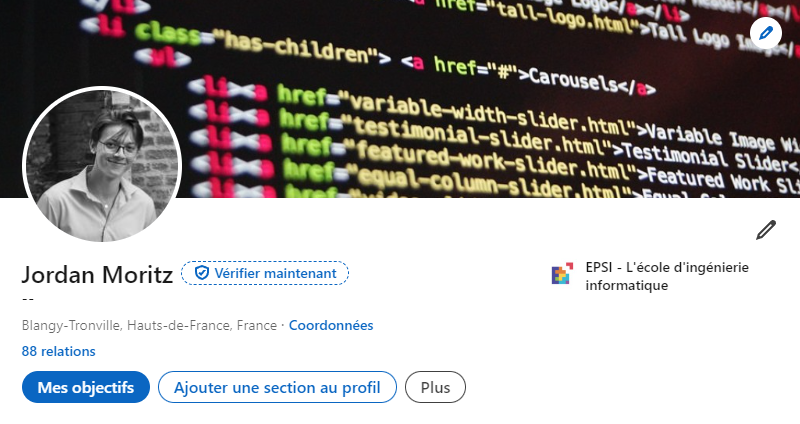 </li>
<li class="has-children"> <a href="#">Carousels</a>
<ul>
href="tall-logo.html">Tall Logo
<li><a href="variable-width-slider.html">Variable Image
<li><a href="testimonial-slider.html">Testimonial Slider<
<li><a href="featured-work-slider.html">Featured Work
<li><a href="equal-column-slider.html">Equal
Jordan Moritz
Vérifier maintenant
--
Blangy-Tronville, Hauts-de-France, France · Coordonnées
88 relations
EPSI - L'école d'ingénierie
informatique
Mes objectifs
Ajouter une section au profil
Plus